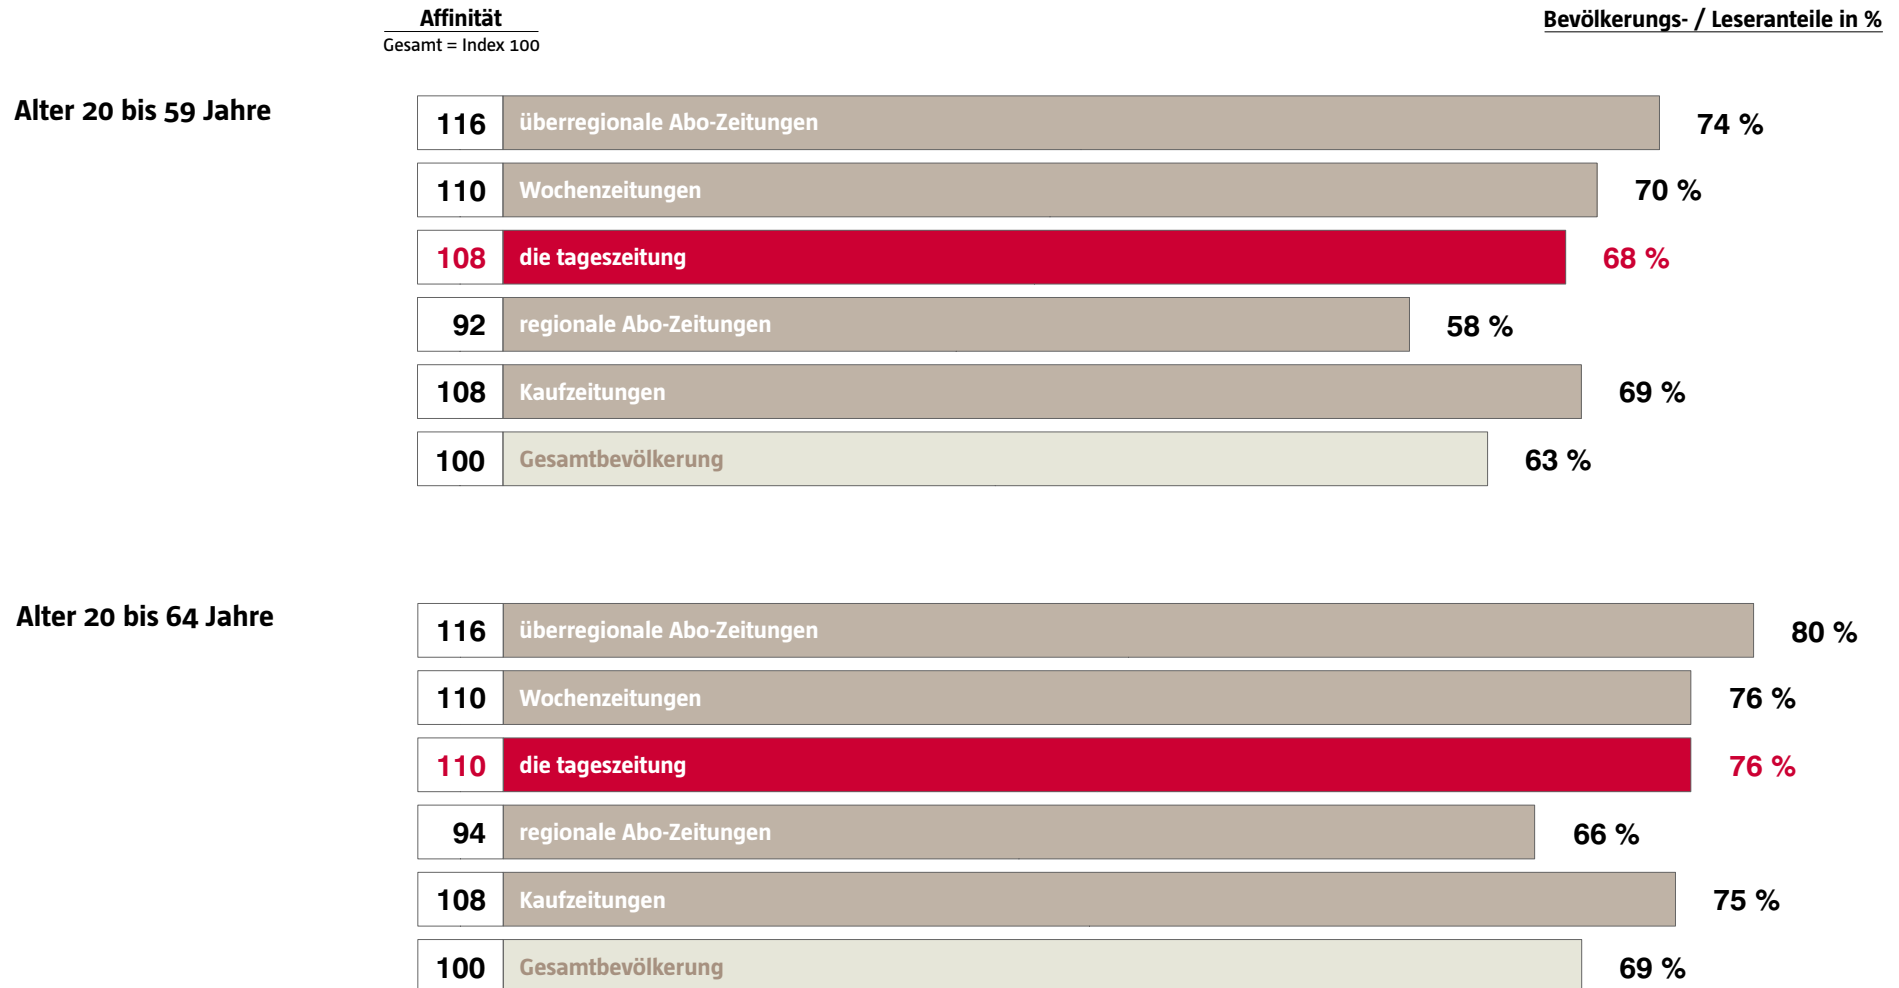 Affinität
Gesamt = Index 100
Bevölkerungs- / Leseranteile in %
Alter 20 bis 59 Jahre
116 überregionale Abo-Zeitungen 74 %
110 Wochenzeitungen 70 %
108 die tageszeitung 68 %
92 regionale Abo-Zeitungen 58 %
108 Kaufzeitungen 69 %
100 Gesamtbevölkerung 63 %
Alter 20 bis 64 Jahre
116 überregionale Abo-Zeitungen 80 %
110 Wochenzeitungen 76 %
110 die tageszeitung 76 %
94 regionale Abo-Zeitungen 66 %
108 Kaufzeitungen 75 %
100 Gesamtbevölkerung 69 %